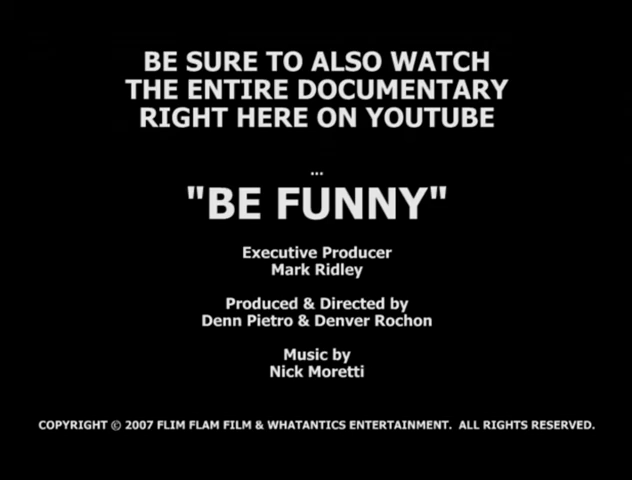 BE SURE TO ALSO WATCH
THE ENTIRE DOCUMENTARY
RIGHT HERE ON YOUTUBE
...
"BE FUNNY"
Executive Producer
Mark Ridley
Produced & Directed by
Denn Pietro & Denver Rochon
Music by
Nick Moretti
COPYRIGHT © 2007 FLIM FLAM FILM & WHATANTICS ENTERTAINMENT. ALL RIGHTS RESERVED.